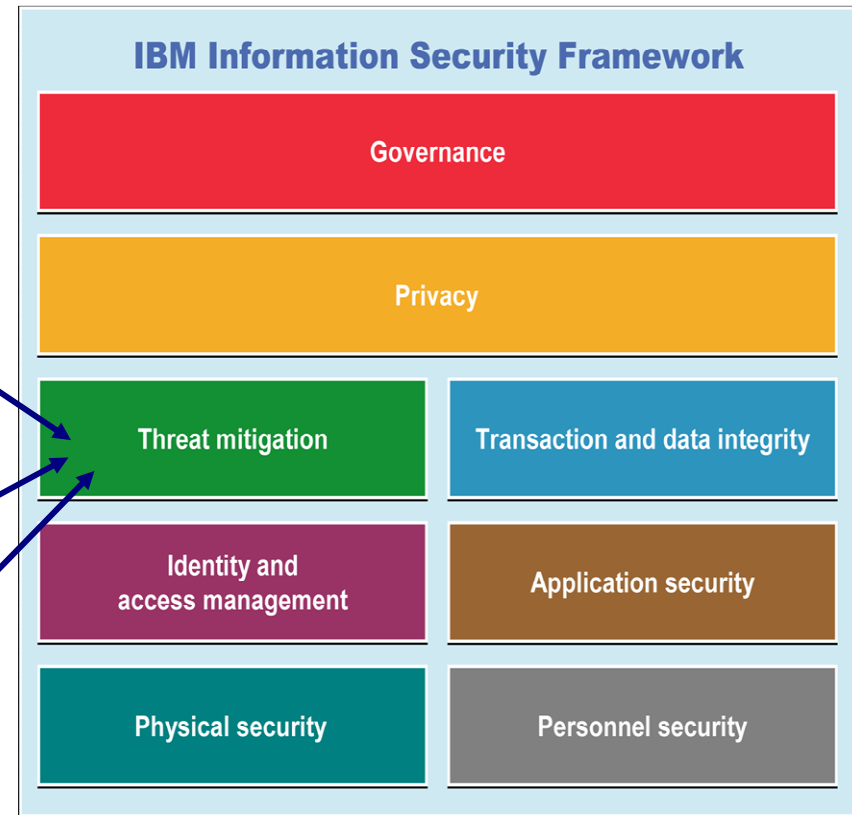 IBM Information Security Framework
Governance
Privacy
Threat mitigation
Transaction and data integrity
Identity and
access management
Application security
Physical security
Personnel security